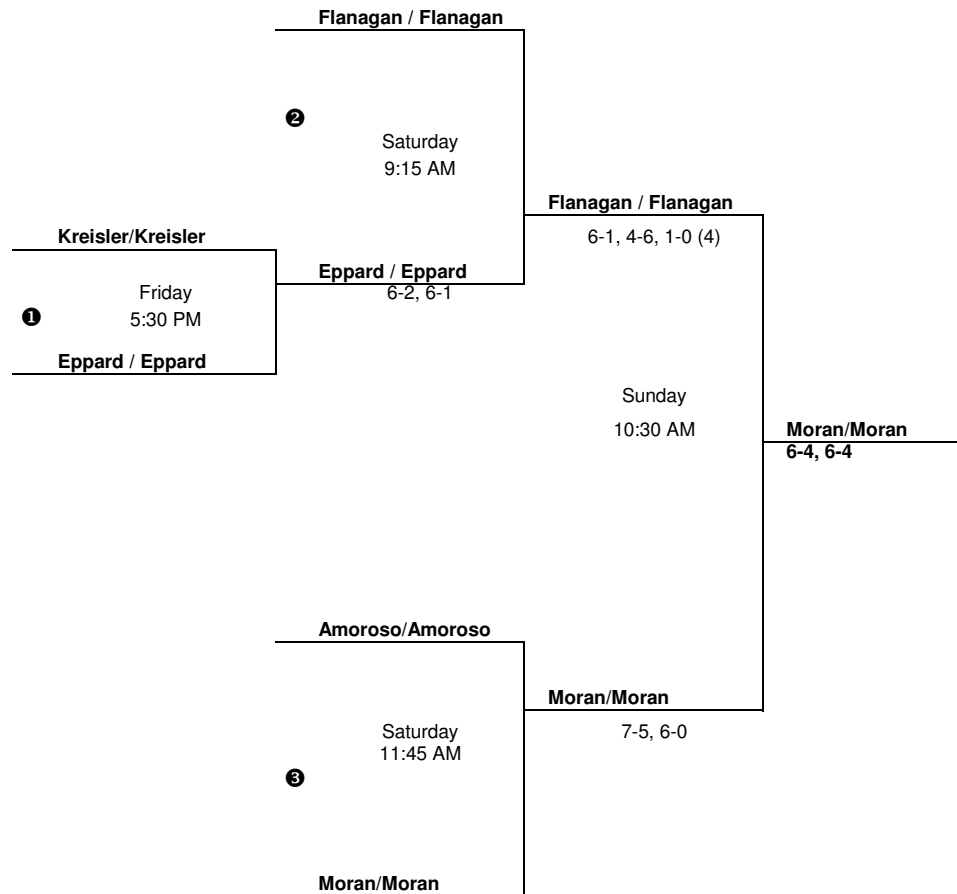 Flanagan / Flanagan
❷
Saturday
9:15 AM
Flanagan / Flanagan
6-1, 4-6, 1-0 (4)
Kreisler/Kreisler
Eppard / Eppard
6-2, 6-1
Friday
❶ 5:30 PM
Eppard / Eppard
Sunday
10:30 AM
Moran/Moran
6-4, 6-4
Amoroso/Amoroso
Moran/Moran
7-5, 6-0
Saturday
11:45 AM
❸
Moran/Moran